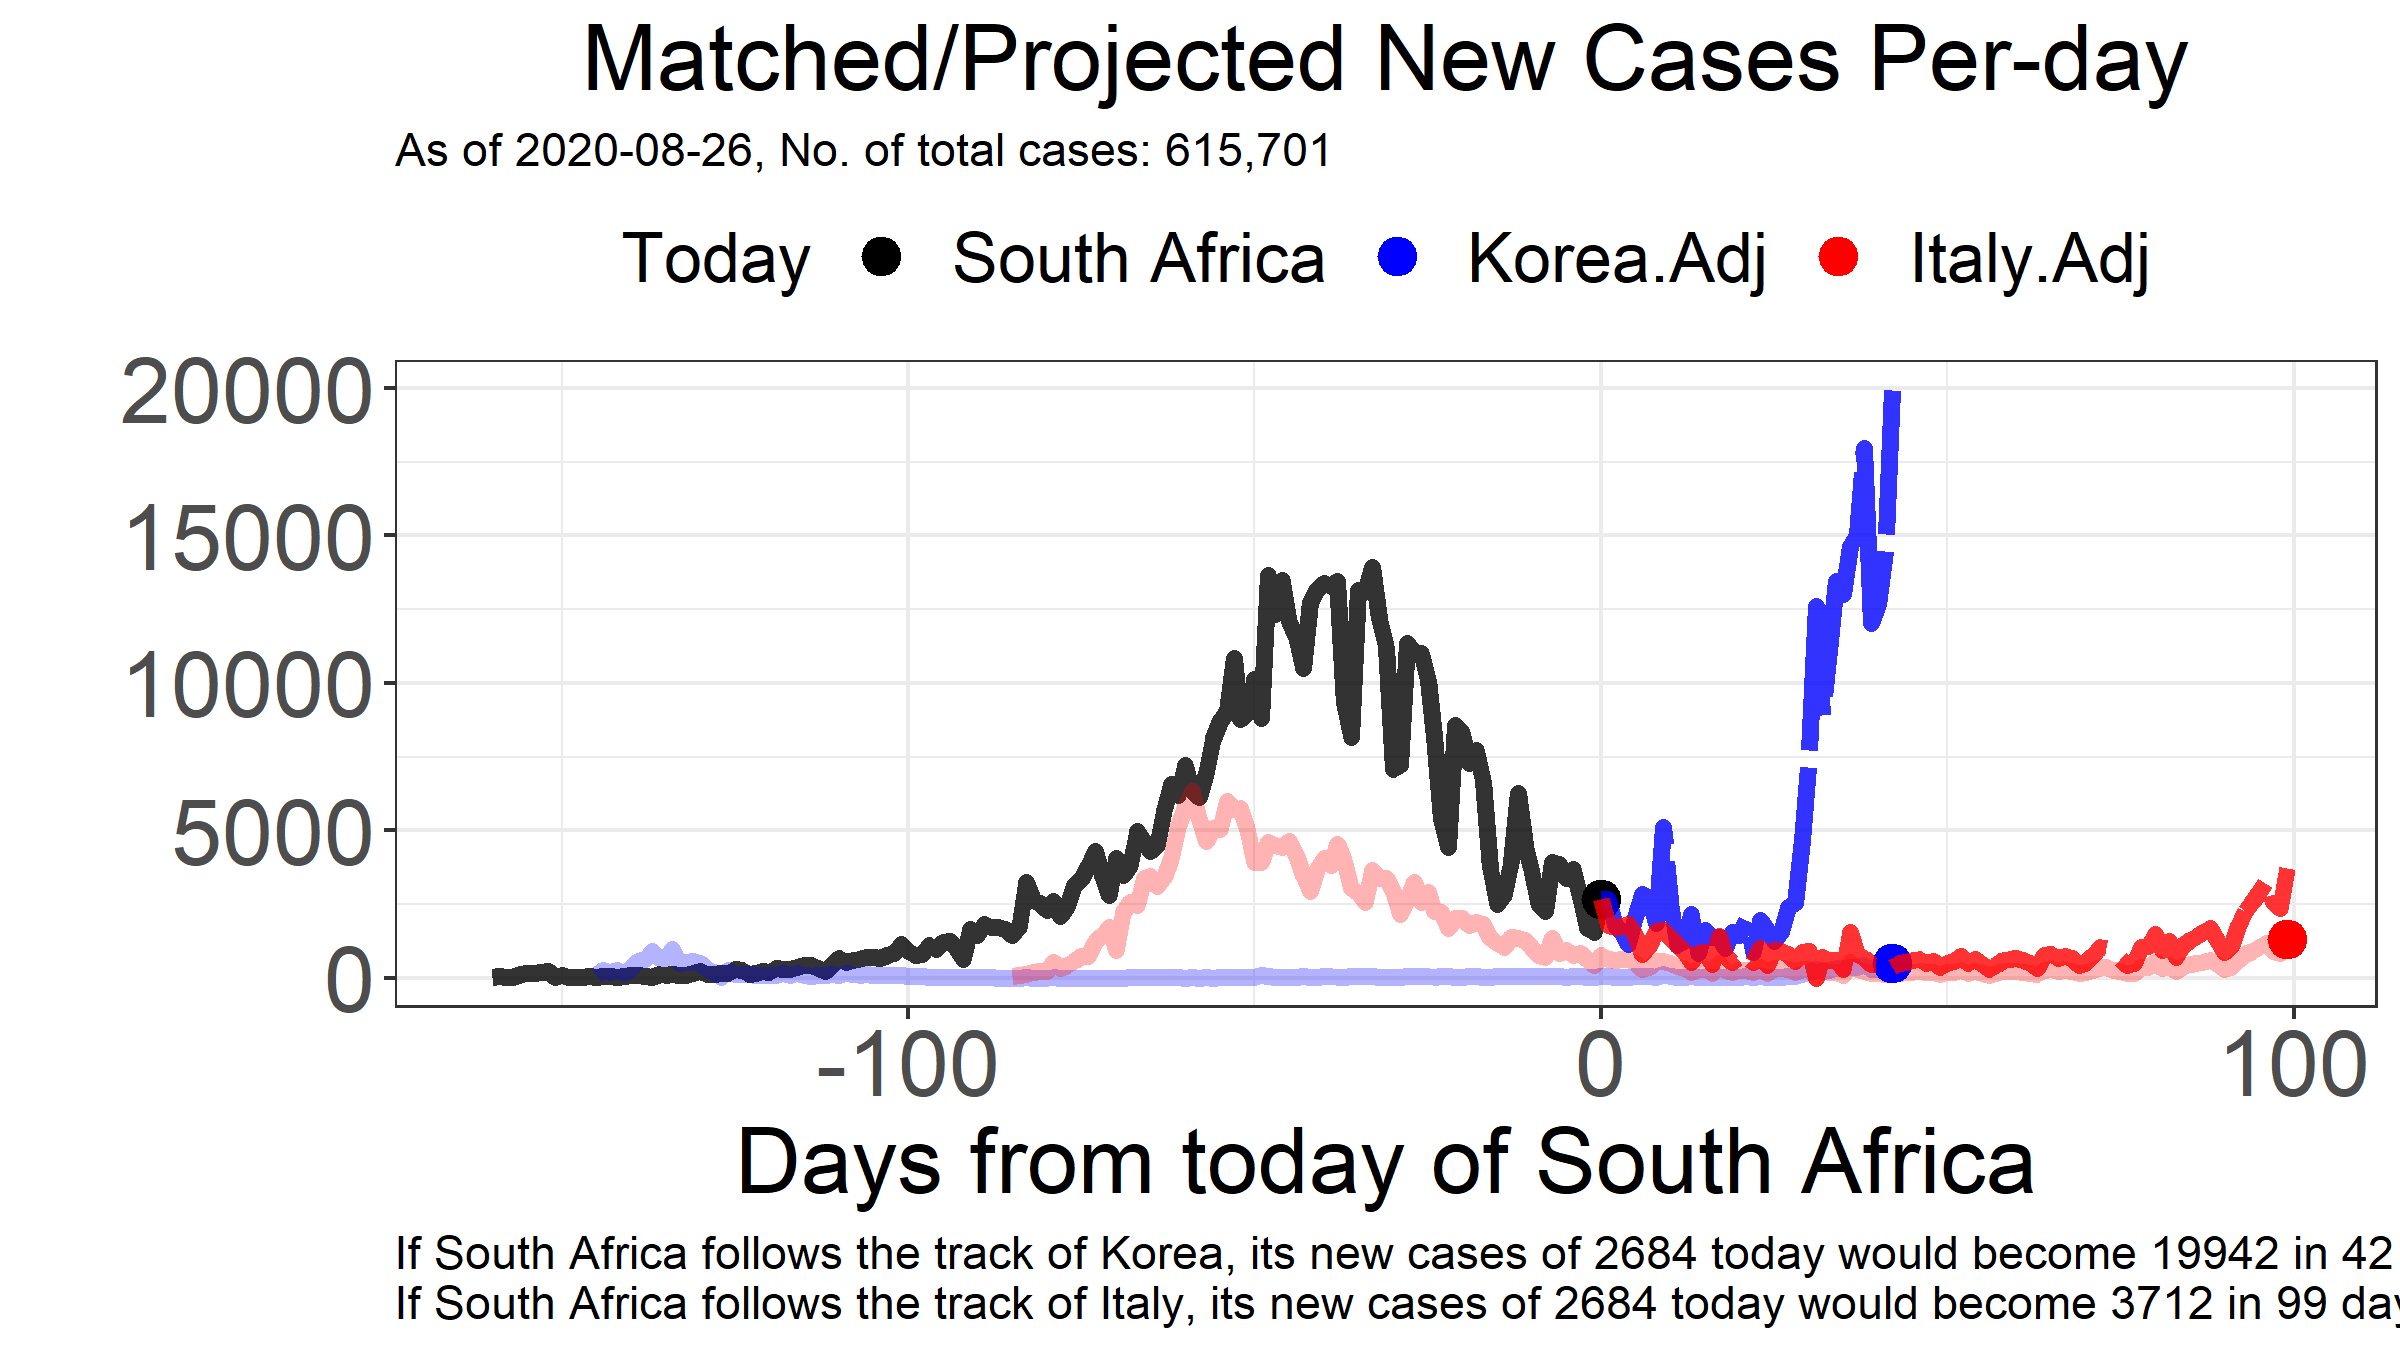 Matched/Projected New Cases Per-day
As of 2020-08-26, No. of total cases: 615,701
Today South Africa Korea.Adj Italy.Adj
20000
15000
10000
5000
0
-100 0 100
Days from today of South Africa
If South Africa follows the track of Korea, its new cases of 2684 today would become 19942 in 42
If South Africa follows the track of Italy, its new cases of 2684 today would become 3712 in 99 day